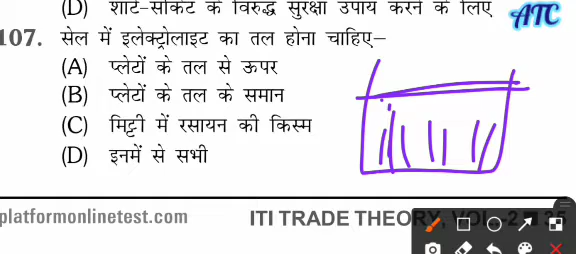 (D) शार्ट-सर्किट के विरुद्ध सुरक्षा उपाय करने के लिए
ATC
107. सेल में इलेक्ट्रोलाइट का तल होना चाहिए–
(A) प्लेटों के तल से ऊपर
(B) प्लेटों के तल के समान
(C) मिट्टी में रसायन की किस्म
(D) इनमें से सभी
platformonlinetest.com ITI TRADE THEORY, VOL.-2 35